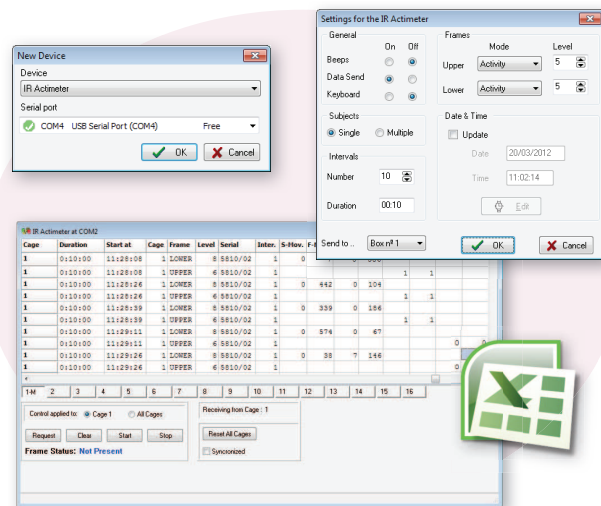 New Device
Device
IR Actimeter
Serial port
COM4 USB Serial Port (COM4) Free
OK Cancel
Settings for the IR Actimeter
General
On Off
Beeps
Data Send
Keyboard
Frames
Mode Level
Upper Activity 5
Lower Activity 5
Subjects
Single Multiple
Date & Time
Update
Date 20/03/2012
Time 11:02:14
Edit
Intervals
Number 10
Duration 00:10
Send to .. Box nº 1
OK Cancel
IR Actimeter at COM2
Cage Duration Start at Cage Frame Level Serial Inter. S-Mov.
1 0:10:00 11:28:08 1 LOWER 8 5810/02 1 0
1 0:10:00 11:28:08 1 UPPER 6 5810/02 1 1 1
1 0:10:00 11:28:26 1 LOWER 8 5810/02 1 0 442 0 104
1 0:10:00 11:28:26 1 UPPER 6 5810/02 1 1 1
1 0:10:00 11:28:39 1 LOWER 8 5810/02 1 0 339 0 156
1 0:10:00 11:28:39 1 UPPER 6 5810/02 1 1 1
1 0:10:00 11:29:11 1 LOWER 8 5810/02 1 0 574 0 67
1 0:10:00 11:29:11 1 UPPER 6 5810/02 1 0 0
1 0:10:00 11:29:26 1 LOWER 8 5810/02 1 0 38 7 146
1 0:10:00 11:29:26 1 UPPER 6 5810/02 1 0
1-M 2 3 4 5 6 7 8 9 10 11 12 13 14 15 16
Control applied to: Cage 1 All Cages
Request Clear Start Stop
Frame Status: Not Present
Receiving from Cage : 1
Reset All Cages
Syncronized